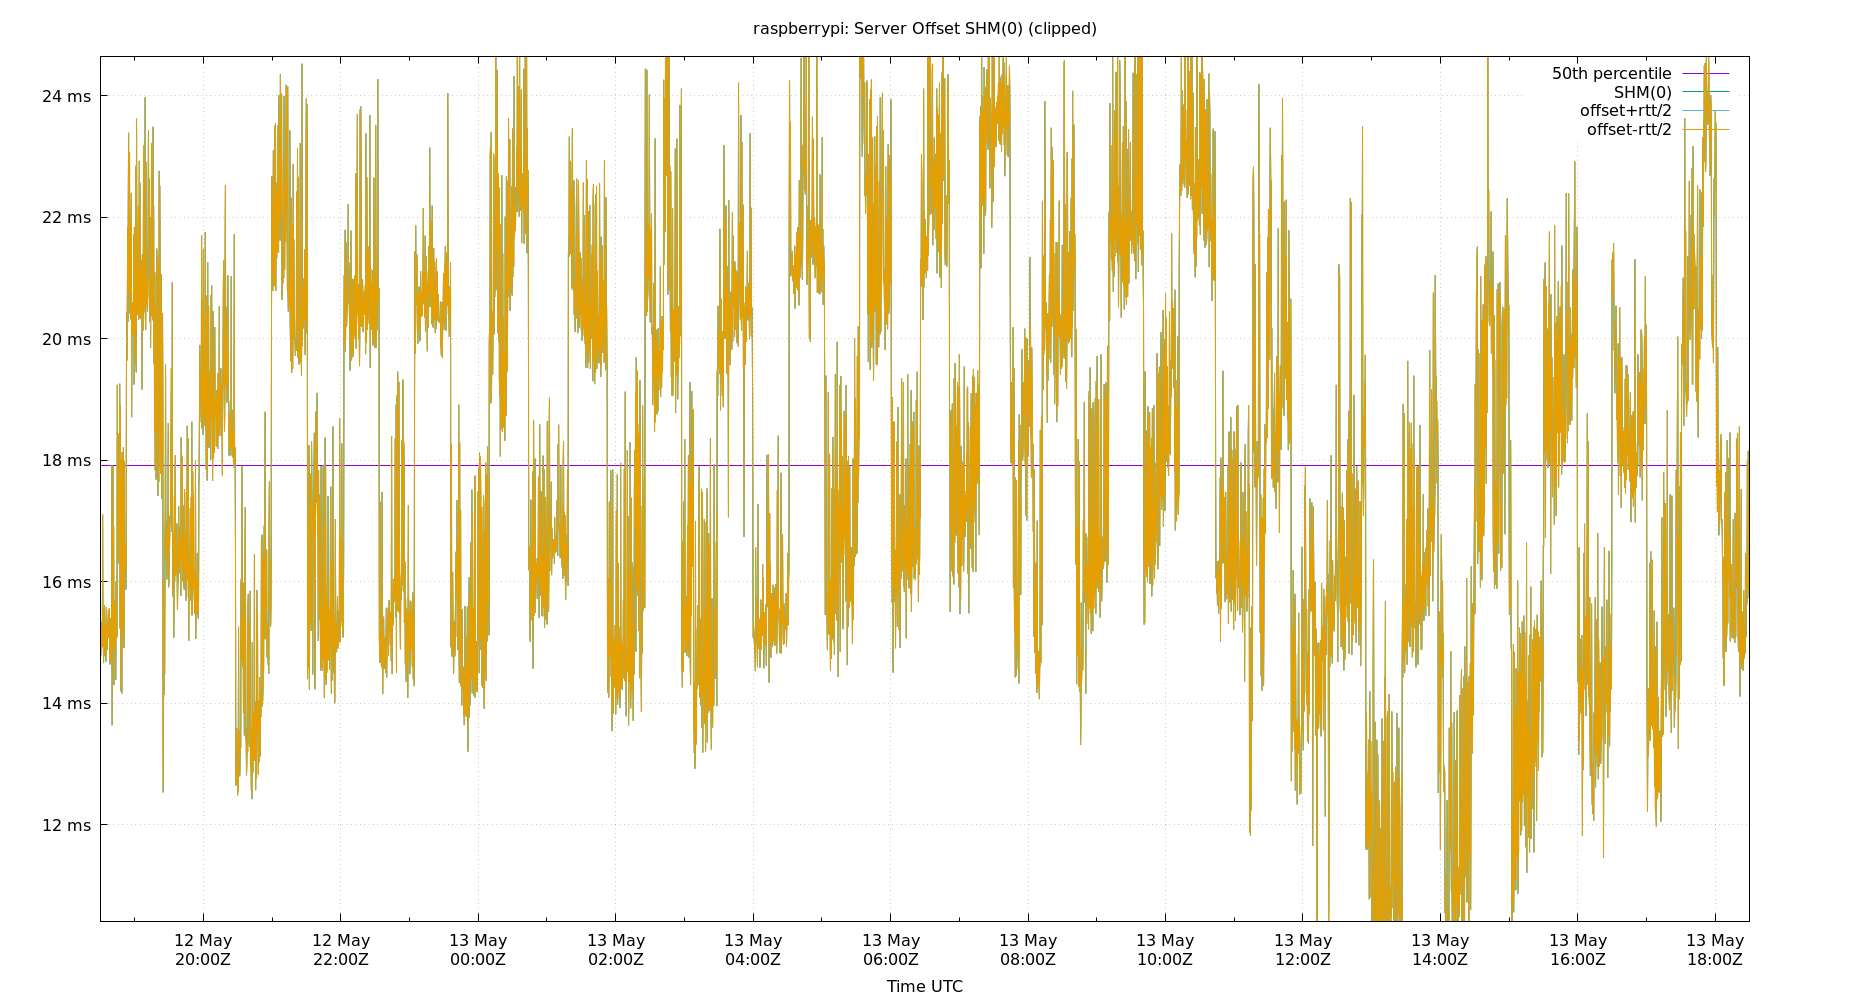 raspberrypi: Server Offset SHM(0) (clipped)
50th percentile
SHM(0)
offset+rtt/2
offset-rtt/2
24 ms
22 ms
20 ms
18 ms
16 ms
14 ms
12 ms
12 May 12 May 13 May 13 May 13 May 13 May 13 May 13 May 13 May 13 May 13 May 13 May
20:00Z 22:00Z 00:00Z 02:00Z 04:00Z 06:00Z 08:00Z 10:00Z 12:00Z 14:00Z 16:00Z 18:00Z
Time UTC